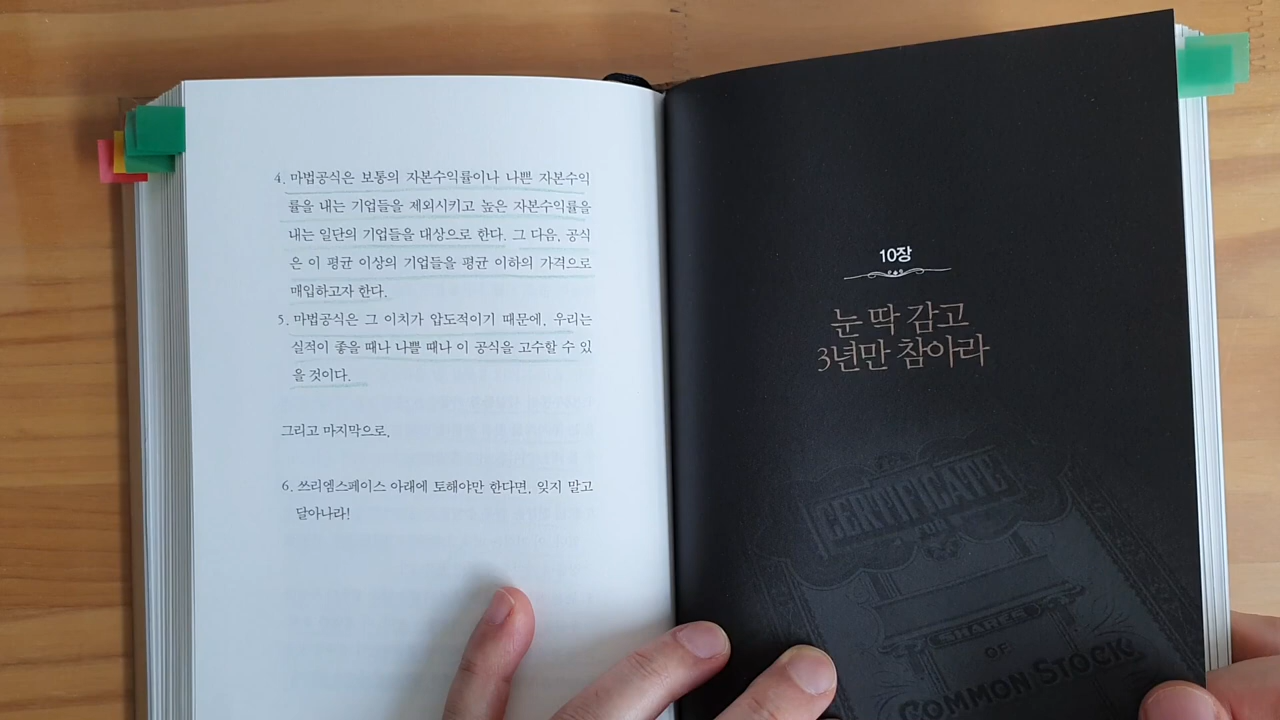 4. 마법공식은 보통의 자본수익률이나 나쁜 자본수익
률을 내는 기업들을 제외시키고 높은 자본수익률을
내는 일단의 기업들을 대상으로 한다. 그 다음, 공식
은 이 평균 이상의 기업들을 평균 이하의 가격으로
매입하고자 한다.
5. 마법공식은 그 이치가 압도적이기 때문에, 우리는
실적이 좋을 때나 나쁠 때나 이 공식을 고수할 수 있
을 것이다.
그리고 마지막으로,
6. 쓰리엠스페이스 아래에 토해야만 한다면, 잊지 말고
달아나라!
10장
눈 딱 감고
3년만 참아라
CERTIFICATE
FOR
SHARES
OF
COMMON STOCK